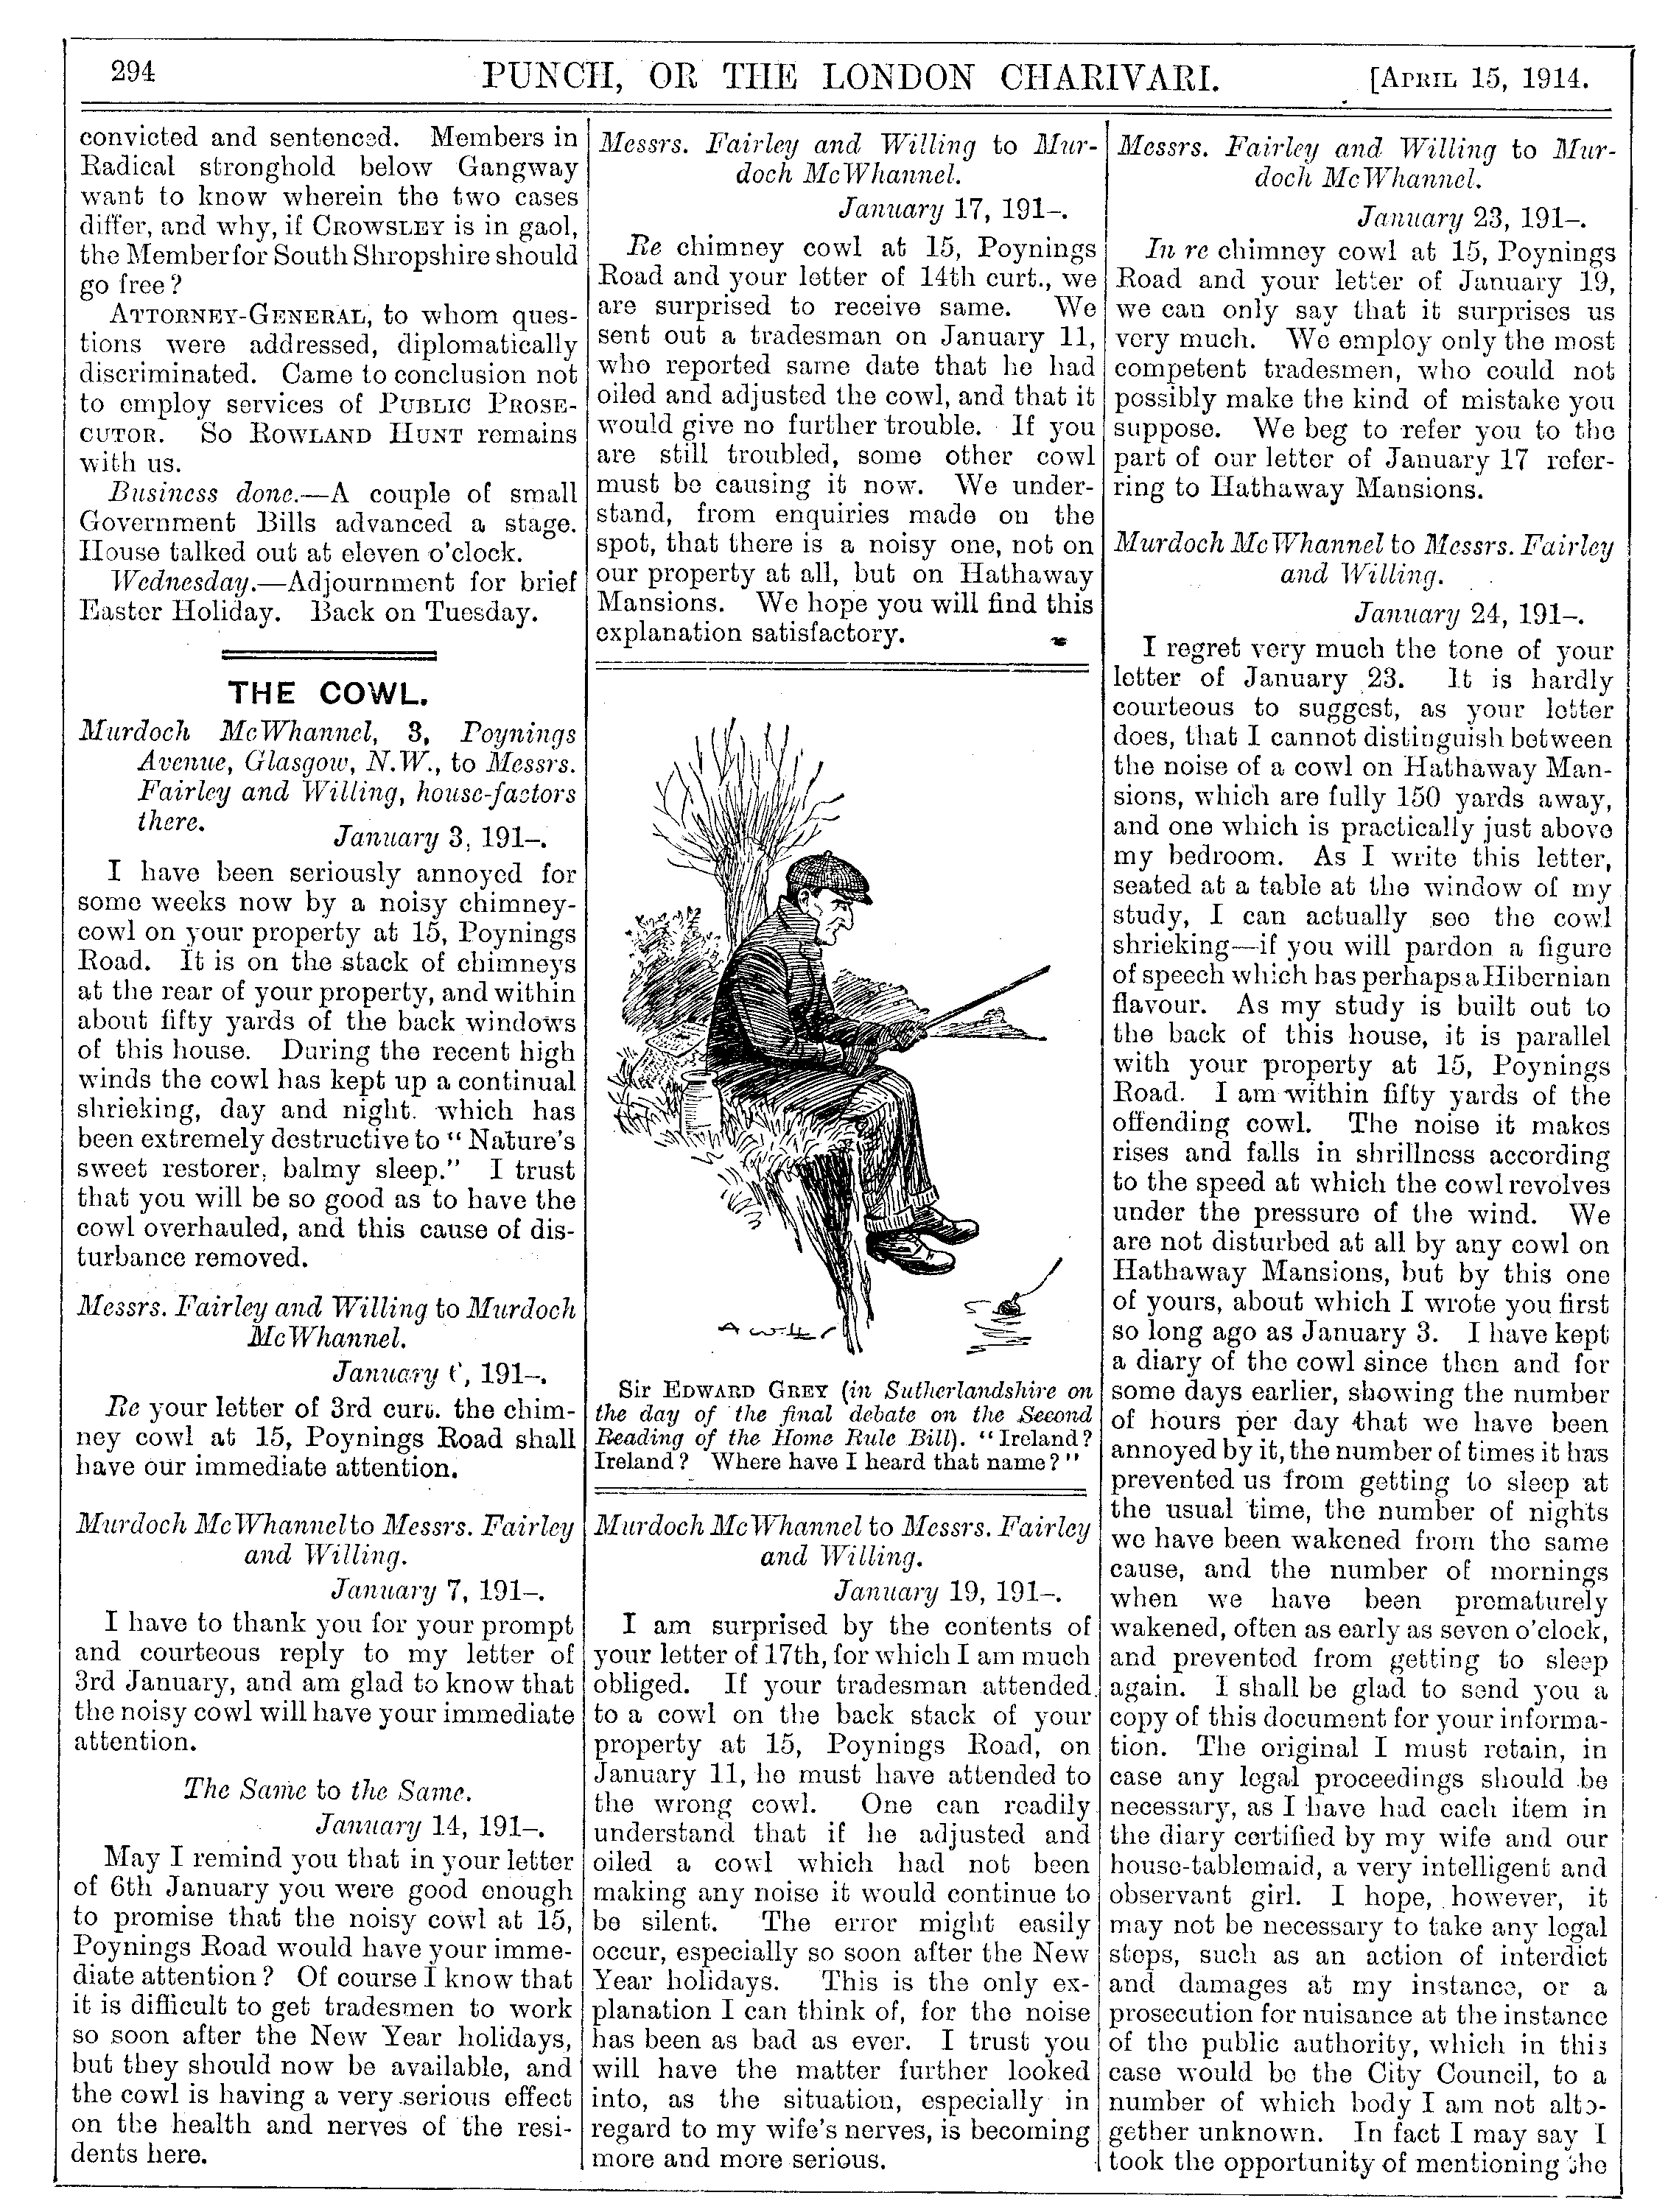 294
PUNCH, OR THE LONDON CHARIVARI.
[APRIL 15, 1914.
convicted and sentenced. Members in
Radical stronghold below Gangway
want to know wherein the two cases
differ, and why, if CROWSLEY is in gaol,
the Member for South Shropshire should
go free?
ATTORNEY-GENERAL, to whom ques-
tions were addressed, diplomatically
discriminated. Came to conclusion not
to employ services of PUBLIC PROSE-
CUTOR. So ROWLAND HUNT remains
with us.
Business done.—A couple of small
Government Bills advanced a stage.
House talked out at eleven o'clock.
Wednesday.—Adjournment for brief
Easter Holiday. Back on Tuesday.
THE COWL.
Murdoch McWhannel, 3, Poynings
Avenue, Glasgow, N.W., to Messrs.
Fairley and Willing, house-factors
there.
January 3, 191–.
I have been seriously annoyed for
some weeks now by a noisy chimney-
cowl on your property at 15, Poynings
Road. It is on the stack of chimneys
at the rear of your property, and within
about fifty yards of the back windows
of this house. During the recent high
winds the cowl has kept up a continual
shrieking, day and night, which has
been extremely destructive to "Nature's
sweet restorer, balmy sleep." I trust
that you will be so good as to have the
cowl overhauled, and this cause of dis-
turbance removed.
Messrs. Fairley and Willing to Murdoch
McWhannel.
January 6, 191–.
Re your letter of 3rd curt. the chim-
ney cowl at 15, Poynings Road shall
have our immediate attention.
Murdoch McWhannel to Messrs. Fairley
and Willing.
January 7, 191–.
I have to thank you for your prompt
and courteous reply to my letter of
3rd January, and am glad to know that
the noisy cowl will have your immediate
attention.
The Same to the Same.
January 14, 191–.
May I remind you that in your letter
of 6th January you were good enough
to promise that the noisy cowl at 15,
Poynings Road would have your imme-
diate attention? Of course I know that
it is difficult to get tradesmen to work
so soon after the New Year holidays,
but they should now be available, and
the cowl is having a very serious effect
on the health and nerves of the resi-
dents here.
Messrs. Fairley and Willing to Mur-
doch McWhannel.
January 17, 191–.
Re chimney cowl at 15, Poynings
Road and your letter of 14th curt., we
are surprised to receive same. We
sent out a tradesman on January 11,
who reported same date that he had
oiled and adjusted the cowl, and that it
would give no further trouble. If you
are still troubled, some other cowl
must be causing it now. We under-
stand, from enquiries made on the
spot, that there is a noisy one, not on
our property at all, but on Hathaway
Mansions. We hope you will find this
explanation satisfactory.
Sir EDWARD GREY (in Sutherlandshire on
the day of the final debate on the Second
Reading of the Home Rule Bill). "Ireland?
Ireland? Where have I heard that name?"
Murdoch McWhannel to Messrs. Fairley
and Willing.
January 19, 191–.
I am surprised by the contents of
your letter of 17th, for which I am much
obliged. If your tradesman attended
to a cowl on the back stack of your
property at 15, Poynings Road, on
January 11, he must have attended to
the wrong cowl. One can readily
understand that if he adjusted and
oiled a cowl which had not been
making any noise it would continue to
be silent. The error might easily
occur, especially so soon after the New
Year holidays. This is the only ex-
planation I can think of, for the noise
has been as bad as ever. I trust you
will have the matter further looked
into, as the situation, especially in
regard to my wife's nerves, is becoming
more and more serious.
Messrs. Fairley and Willing to Mur-
doch McWhannel.
January 23, 191–.
In re chimney cowl at 15, Poynings
Road and your letter of January 19,
we can only say that it surprises us
very much. We employ only the most
competent tradesmen, who could not
possibly make the kind of mistake you
suppose. We beg to refer you to the
part of our letter of January 17 refer-
ring to Hathaway Mansions.
Murdoch McWhannel to Messrs. Fairley
and Willing.
January 24, 191–.
I regret very much the tone of your
letter of January 23. It is hardly
courteous to suggest, as your letter
does, that I cannot distinguish between
the noise of a cowl on Hathaway Man-
sions, which are fully 150 yards away,
and one which is practically just above
my bedroom. As I write this letter,
seated at a table at the window of my
study, I can actually see the cowl
shrieking—if you will pardon a figure
of speech which has perhaps a Hibernian
flavour. As my study is built out to
the back of this house, it is parallel
with your property at 15, Poynings
Road. I am within fifty yards of the
offending cowl. The noise it makes
rises and falls in shrillness according
to the speed at which the cowl revolves
under the pressure of the wind. We
are not disturbed at all by any cowl on
Hathaway Mansions, but by this one
of yours, about which I wrote you first
so long ago as January 3. I have kept
a diary of the cowl since then and for
some days earlier, showing the number
of hours per day that we have been
annoyed by it, the number of times it has
prevented us from getting to sleep at
the usual time, the number of nights
we have been wakened from the same
cause, and the number of mornings
when we have been prematurely
wakened, often as early as seven o'clock,
and prevented from getting to sleep
again. I shall be glad to send you a
copy of this document for your informa-
tion. The original I must retain, in
case any legal proceedings should be
necessary, as I have had each item in
the diary certified by my wife and our
house-tablemaid, a very intelligent and
observant girl. I hope, however, it
may not be necessary to take any legal
steps, such as an action of interdict
and damages at my instance, or a
prosecution for nuisance at the instance
of the public authority, which in this
case would be the City Council, to a
number of which body I am not alto-
gether unknown. In fact I may say I
took the opportunity of mentioning the